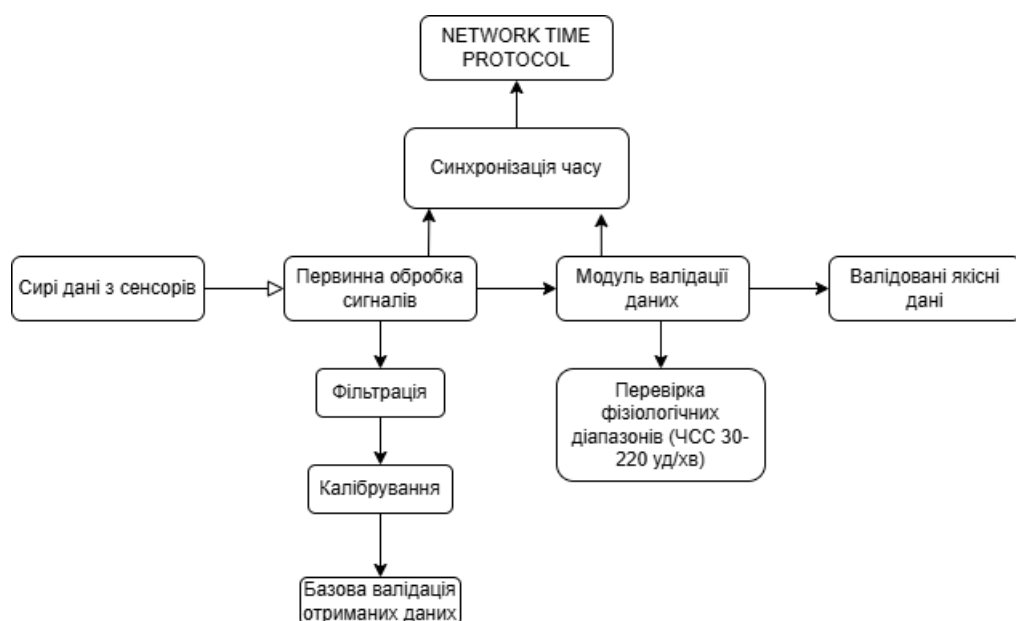 NETWORK TIME
PROTOCOL
Синхронізація часу
Сирі дані з сенсорів
Первинна обробка
сигналів
Модуль валідації
даних
Валідовані якісні
дані
Фільтрація
Перевірка
фізіологічних
діапазонів (ЧСС 30-
220 уд/хв)
Калібрування
Базова валідація
отриманих даних